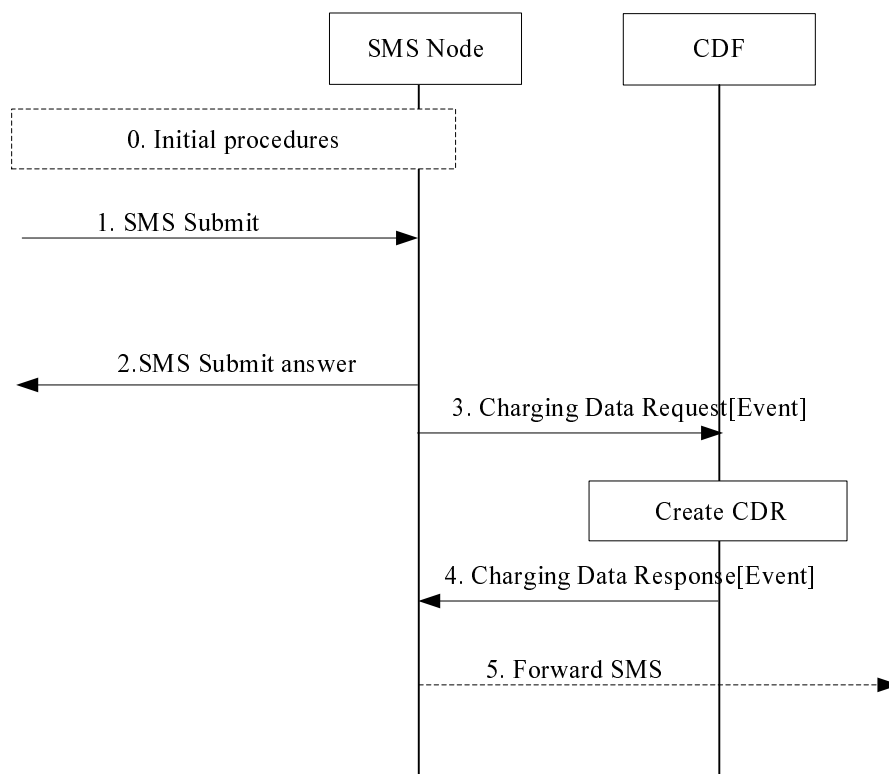 SMS Node
CDF
0. Initial procedures
1. SMS Submit
2.SMS Submit answer
3. Charging Data Request[Event]
Create CDR
4. Charging Data Response[Event]
5. Forward SMS